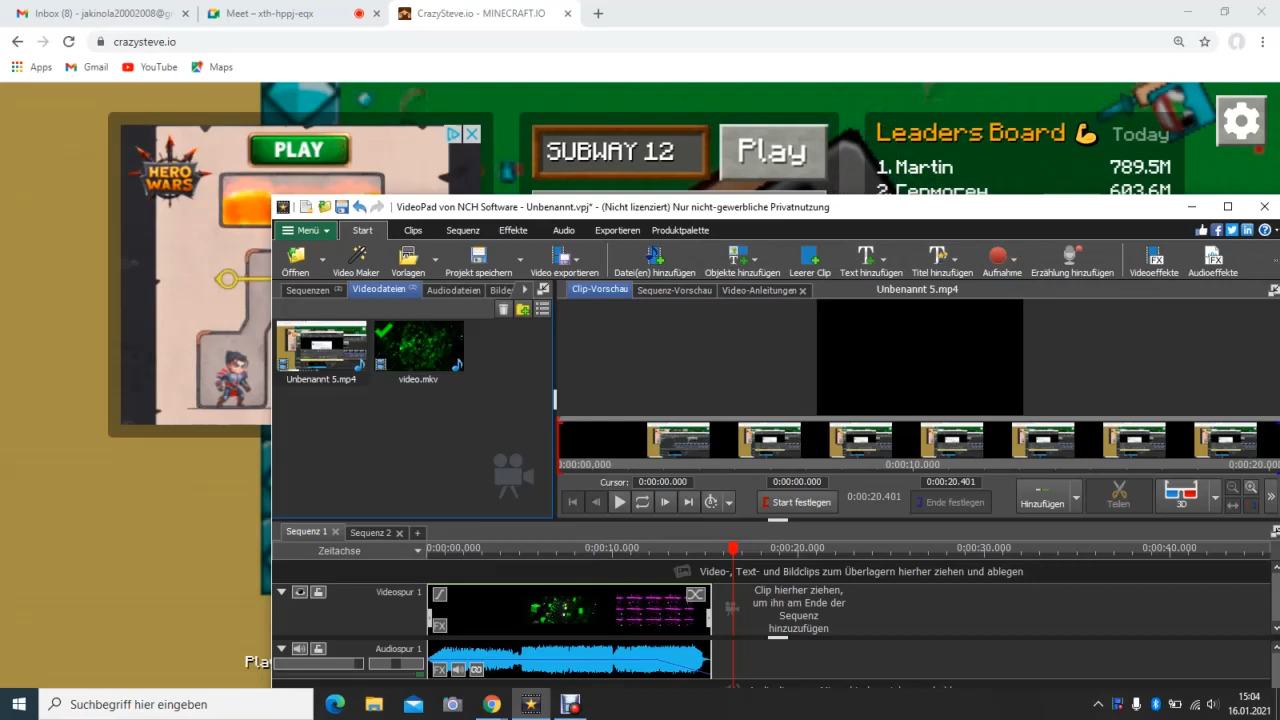 Inbox (8) - jakinola20002008@g
Meet – xth-hppj-eqx
CrazySteve.io - MINECRAFT.IO
crazysteve.io
Apps
Gmail
YouTube
Maps
PLAY
HERO
WARS
SUBWAY 12
Play
Leaders Board
Today
1. Martin
789.5M
2. Гермоген
603.6M
VideoPad von NCH Software - Unbenannt.vpj* - (Nicht lizenziert) Nur nicht-gewerbliche Privatnutzung
Menü
Start
Clips
Sequenz
Effekte
Audio
Exportieren
Produktpalette
Öffnen
Video Maker
Vorlagen
Projekt speichern
Video exportieren
Datei(en) hinzufügen
Objekte hinzufügen
Leerer Clip
Text hinzufügen
Titel hinzufügen
Aufnahme
Erzählung hinzufügen
Videoeffekte
Audioeffekte
Sequenzen (2)
Videodateien (2)
Audiodateien
Bilde
Clip-Vorschau
Sequenz-Vorschau
Video-Anleitungen
Unbenannt 5.mp4
Unbenannt 5.mp4
video.mkv
0:00:00,000
0:00:10.000
0:00:20.0
Cursor:
0:00:00.000
0:00:00.000
0:00:20.401
Start festlegen
0:00:20.401
Ende festlegen
Hinzufügen
Teilen
3D
Sequenz 1
Sequenz 2
Zeitachse
0:00:00,000
0:00:10.000
0:00:20.000
0:00:30.000
0:00:40.000
Video-, Text- und Bildclips zum Überlagern hierher ziehen und ablegen
Videospur 1
FX
Clip hierher ziehen,
um ihn am Ende der
Sequenz
hinzuzufügen
Audiospur 1
FX
Pla
Suchbegriff hier eingeben
15:04
16.01.2021